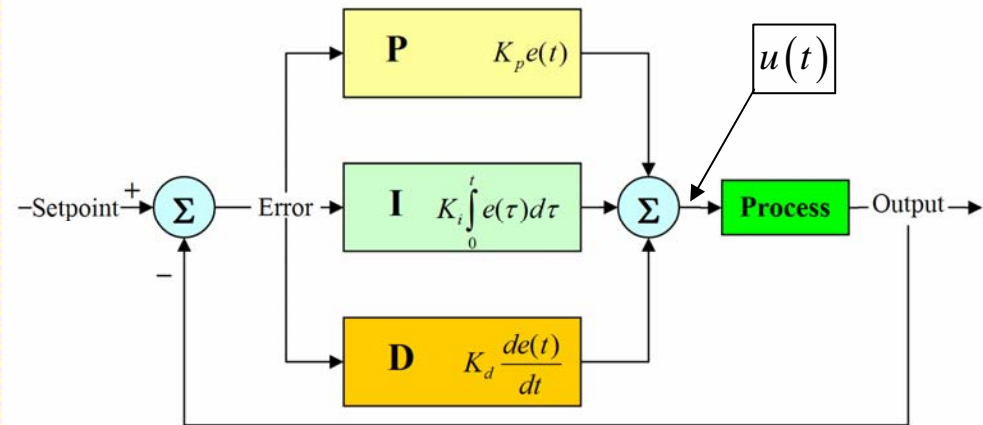 P K_p e(t)
u(t)
–Setpoint + Σ Error I K_i ∫_0^t e(τ)dτ Σ Process Output
–
D K_d de(t)/dt